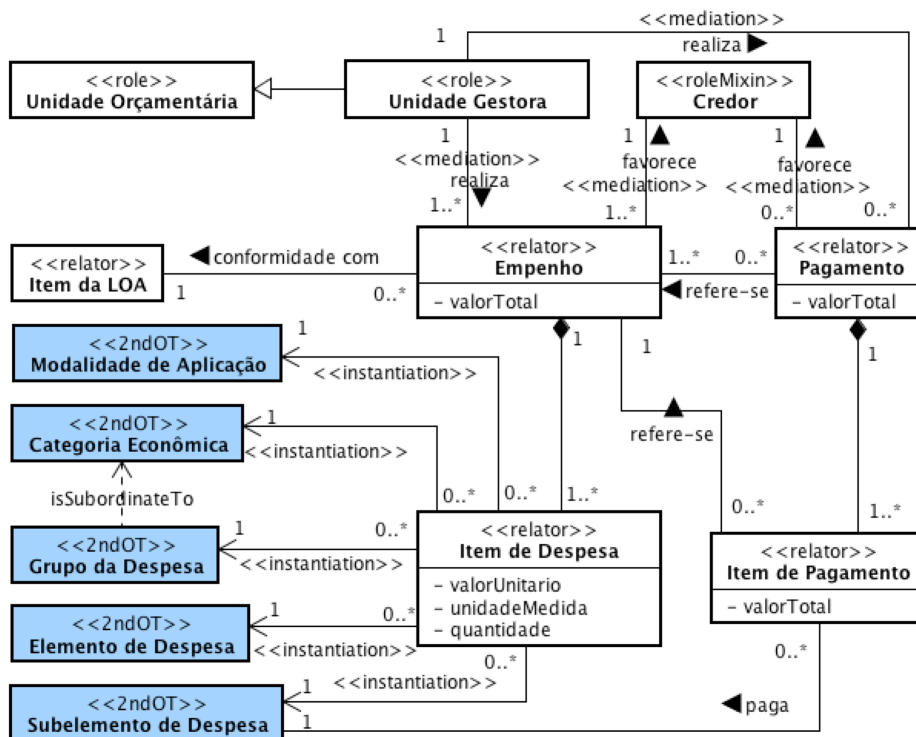 <<mediation>>
1
realiza
<<role>>
Unidade Orçamentária
<<role>>
Unidade Gestora
<<roleMixin>>
Credor
1
<<mediation>>
realiza
1..*
1
favorece
<<mediation>>
1..*
1
favorece
<<mediation>>
0..*
0..*
<<relator>>
Item da LOA
conformidade com
1
0..*
<<relator>>
Empenho
- valorTotal
1..*
0..*
refere-se
<<relator>>
Pagamento
- valorTotal
<<2ndOT>>
Modalidade de Aplicação
1
<<instantiation>>
1
1
1
<<2ndOT>>
Categoria Econômica
1
<<instantiation>>
refere-se
isSubordinateTo
0..*
0..*
1..*
0..*
1..*
<<2ndOT>>
Grupo da Despesa
1
0..*
<<instantiation>>
<<relator>>
Item de Despesa
- valorUnitario
- unidadeMedida
- quantidade
<<relator>>
Item de Pagamento
- valorTotal
<<2ndOT>>
Elemento de Despesa
1
0..*
<<instantiation>>
0..*
0..*
<<instantiation>>
<<2ndOT>>
Subelemento de Despesa
1
1
paga